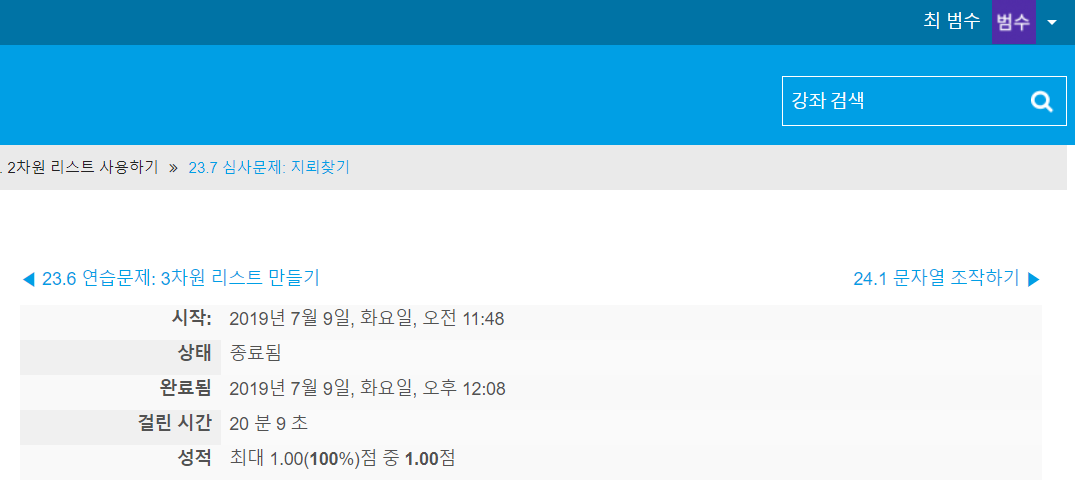 최 범수 범수
강좌 검색
. 2차원 리스트 사용하기 » 23.7 심사문제: 지뢰찾기
◀ 23.6 연습문제: 3차원 리스트 만들기 24.1 문자열 조작하기 ▶
시작: 2019년 7월 9일, 화요일, 오전 11:48
상태 종료됨
완료됨 2019년 7월 9일, 화요일, 오후 12:08
걸린 시간 20 분 9 초
성적 최대 1.00(100%)점 중 1.00점